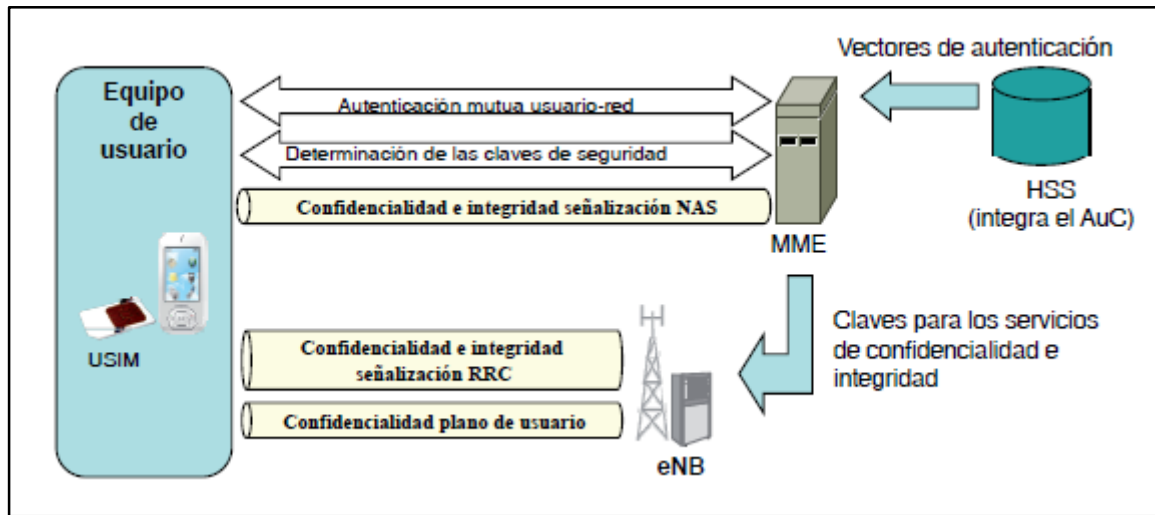 Equipo
de
usuario
USIM
Autenticación mutua usuario-red
Determinación de las claves de seguridad
Confidencialidad e integridad señalización NAS
MME
Vectores de autenticación
HSS
(integra el AuC)
Confidencialidad e integridad
señalización RRC
Confidencialidad plano de usuario
eNB
Claves para los servicios
de confidencialidad e
integridad